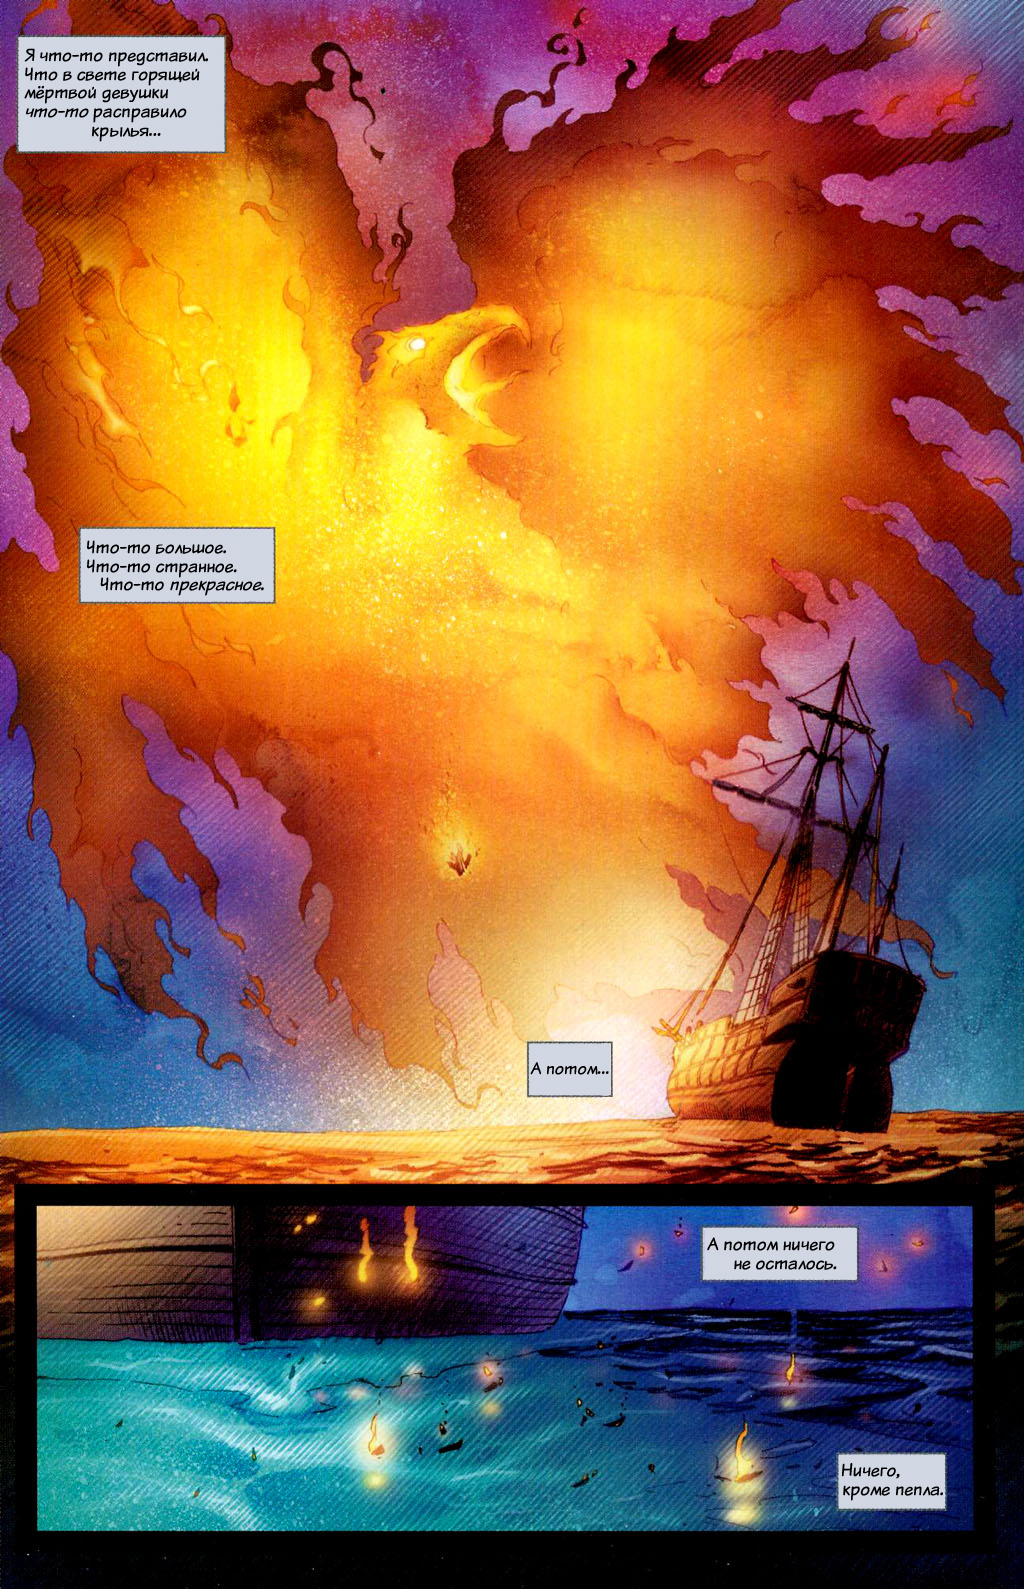 Я что-то представил.
Что в свете горящей
мёртвой девушки
что-то расправило
крылья...
Что-то большое.
Что-то странное.
Что-то прекрасное.
А потом...
А потом ничего
не осталось.
Ничего,
кроме пепла.